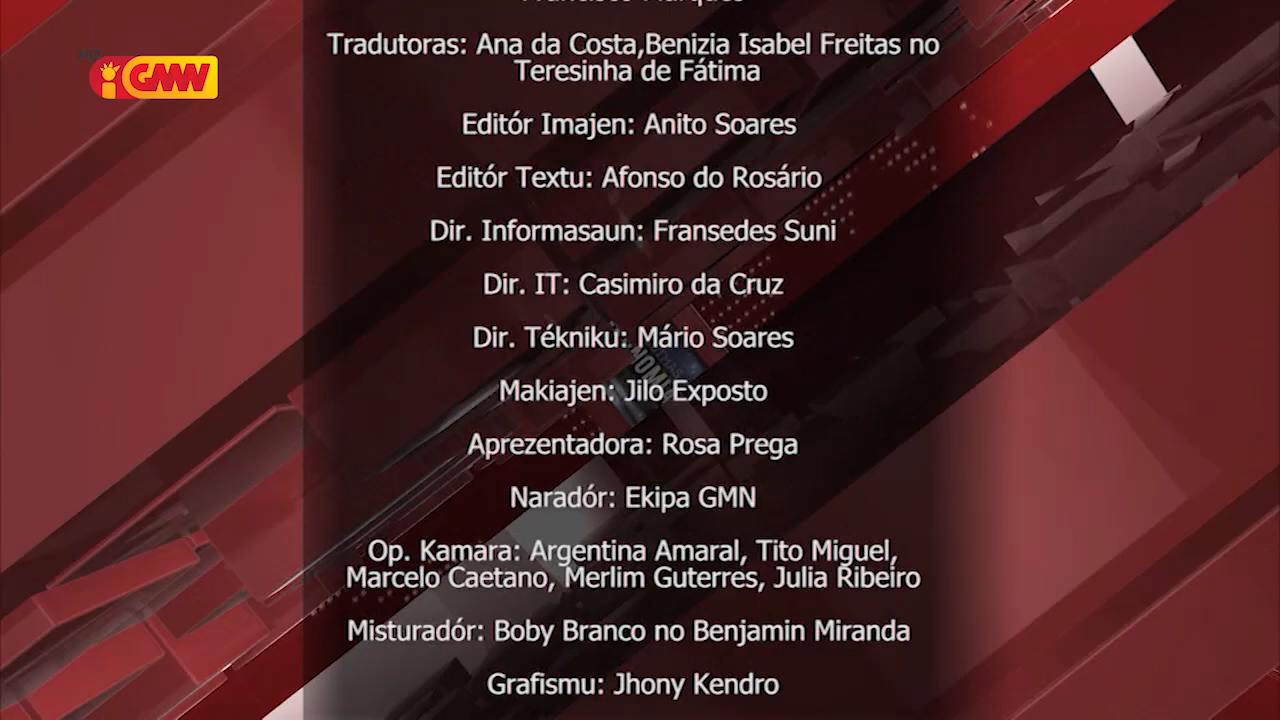 Francisco Marques
Tradutoras: Ana da Costa,Benizia Isabel Freitas no
Teresinha de Fátima
Editór Imajen: Anito Soares
Editór Textu: Afonso do Rosário
Dir. Informasaun: Fransedes Suni
Dir. IT: Casimiro da Cruz
Dir. Tékniku: Mário Soares
Makiajen: Jilo Exposto
Aprezentadora: Rosa Prega
Naradór: Ekipa GMN
Op. Kamara: Argentina Amaral, Tito Miguel,
Marcelo Caetano, Merlim Guterres, Julia Ribeiro
Misturadór: Boby Branco no Benjamin Miranda
Grafismu: Jhony Kendro